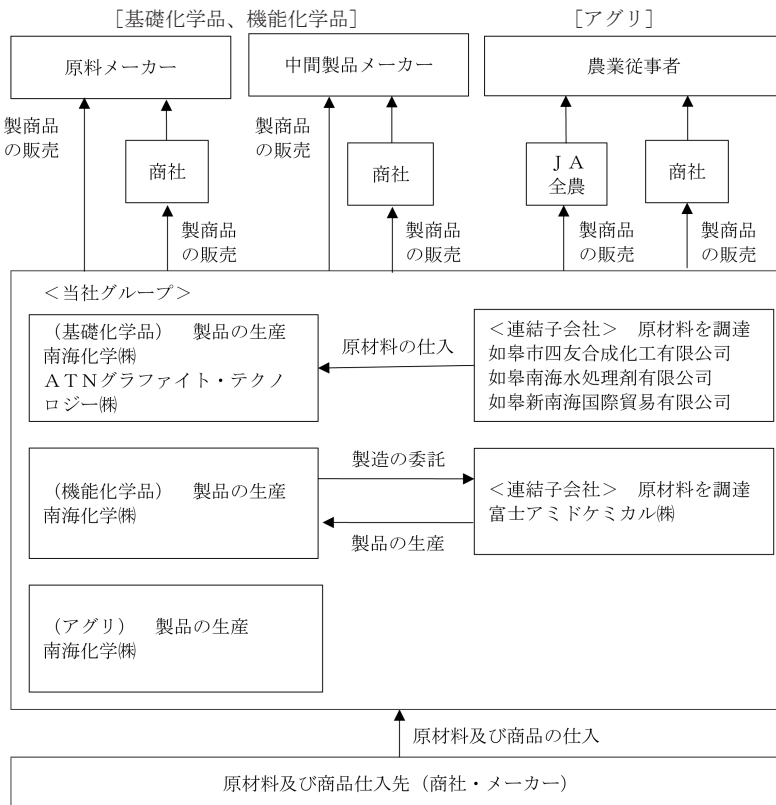 ［基礎化学品、機能化学品］
［アグリ］
原料メーカー
中間製品メーカー
農業従事者
製商品
の販売
商社
製商品
の販売
商社
ＪＡ
全農
商社
製商品
の販売
製商品
の販売
製商品
の販売
製商品
の販売
＜当社グループ＞
（基礎化学品）　製品の生産
南海化学㈱
ＡＴＮグラファイト・テクノ
ロジー㈱
原材料の仕入
＜連結子会社＞　原材料を調達
如皋市四友合成化工有限公司
如皋南海水処理剤有限公司
如皋新南海国際貿易有限公司
（機能化学品）　製品の生産
南海化学㈱
製造の委託
製品の生産
＜連結子会社＞　原材料を調達
富士アミドケミカル㈱
（アグリ）　製品の生産
南海化学㈱
原材料及び商品の仕入
原材料及び商品仕入先（商社・メーカー）